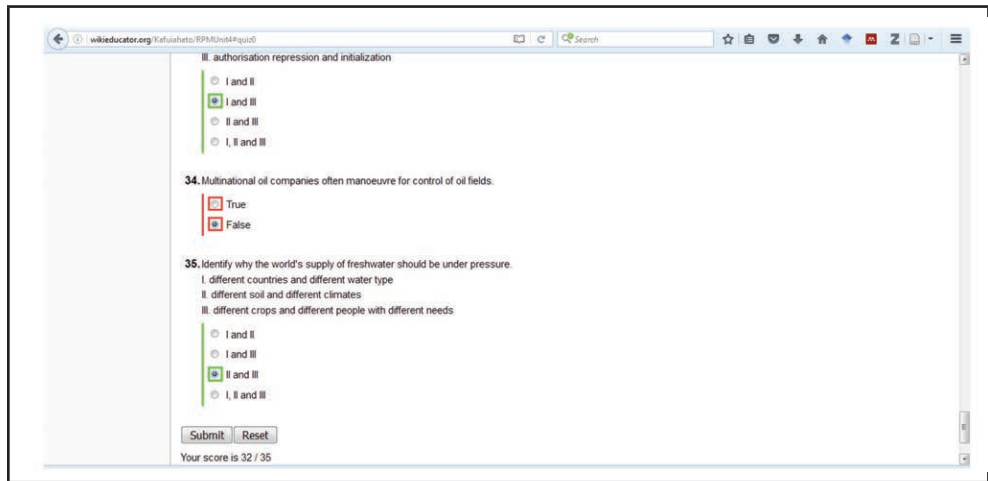 wikieducator.org/Kafuiaheto/RPMUnit4#quiz0
Search
III. authorisation repression and initialization
I and II
I and III
II and III
I, II and III
34. Multinational oil companies often manoeuvre for control of oil fields.
True
False
35. Identify why the world's supply of freshwater should be under pressure.
I. different countries and different water type
II. different soil and different climates
III. different crops and different people with different needs
I and II
I and III
II and III
I, II and III
Submit Reset
Your score is 32 / 35